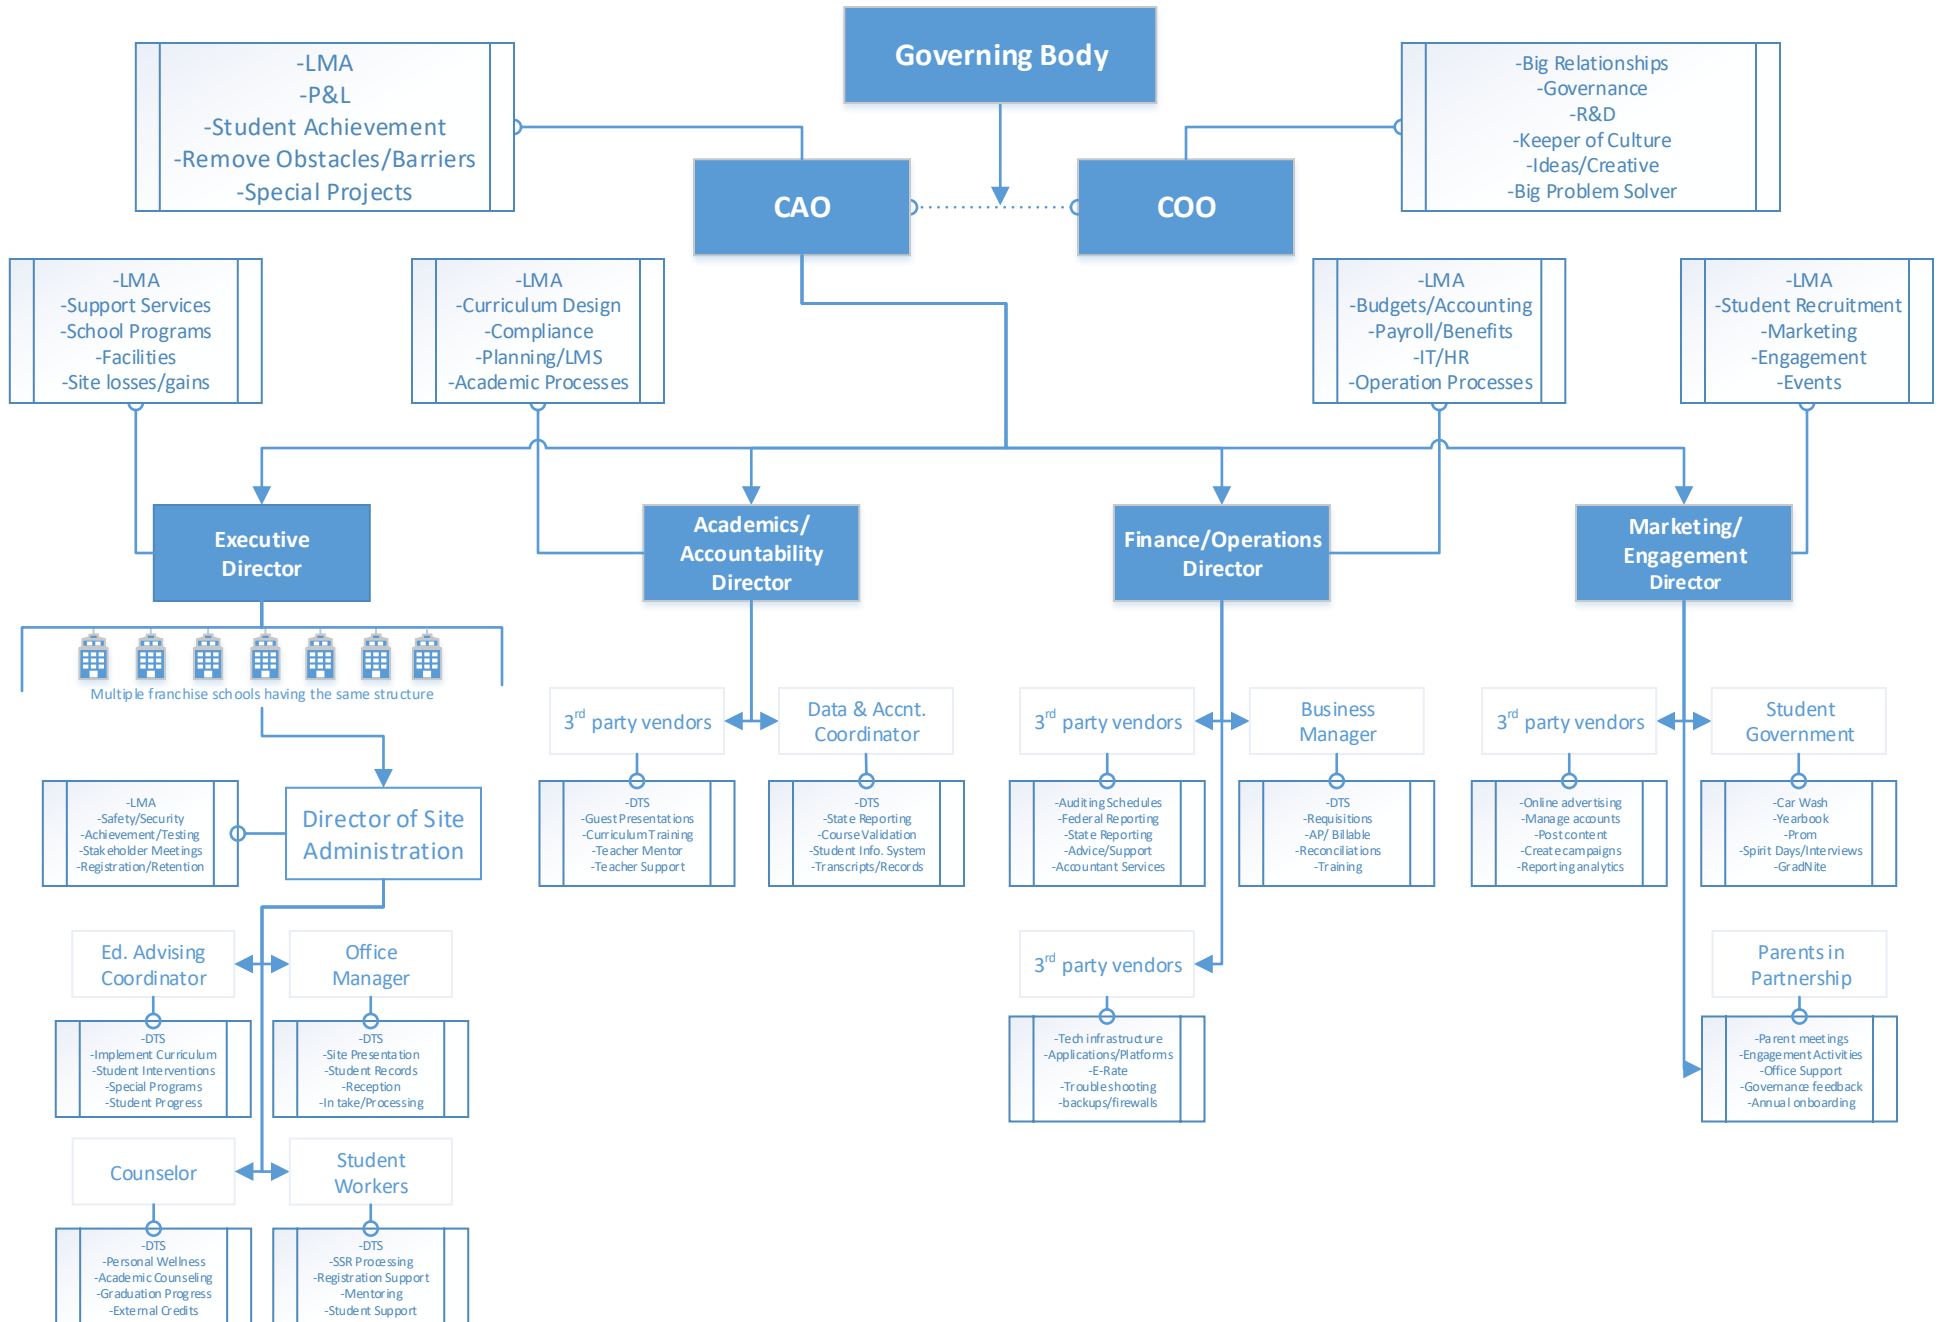 Governing Body
-LMA
-P&L
-Student Achievement
-Remove Obstacles/Barriers
-Special Projects
-Big Relationships
-Governance
-R&D
-Keeper of Culture
-Ideas/Creative
-Big Problem Solver
CAO
COO
-LMA
-Support Services
-School Programs
-Facilities
-Site losses/gains
-LMA
-Curriculum Design
-Compliance
-Planning/LMS
-Academic Processes
-LMA
-Budgets/Accounting
-Payroll/Benefits
-IT/HR
-Operation Processes
-LMA
-Student Recruitment
-Marketing
-Engagement
-Events
Executive
Director
Academics/
Accountability
Director
Finance/Operations
Director
Marketing/
Engagement
Director
Multiple franchise schools having the same structure
3rd party vendors
Data & Accnt.
Coordinator
3rd party vendors
Business
Manager
3rd party vendors
Student
Government
-LMA
-Safety/Security
-Achievement/Testing
-Stakeholder Meetings
-Registration/Retention
Director of Site
Administration
-DTS
-Guest Presentations
-Curriculum Training
-Teacher Mentor
-Teacher Support
-DTS
-State Reporting
-Course Validation
-Student Info. System
-Transcripts/Records
-Auditing Schedules
-Federal Reporting
-State Reporting
-Advice/Support
-Accountant Services
-DTS
-Requisitions
-AP/ Billable
-Reconciliations
-Training
-Online advertising
-Manage accounts
-Post content
-Create campaigns
-Reporting analytics
-Car Wash
-Yearbook
-Prom
-Spirit Days/Interviews
-GradNite
Ed. Advising
Coordinator
Office
Manager
3rd party vendors
Parents in
Partnership
-DTS
-Implement Curriculum
-Student Interventions
-Special Programs
-Student Progress
-DTS
-Site Presentation
-Student Records
-Reception
-In take/Processing
-Tech infrastructure
-Applications/Platforms
-E-Rate
-Troubleshooting
-backups/firewalls
-Parent meetings
-Engagement Activities
-Office Support
-Governance feedback
-Annual onboarding
Counselor
Student
Workers
-DTS
-Personal Wellness
-Academic Counseling
-Graduation Progress
-External Credits
-DTS
-SSR Processing
-Registration Support
-Mentoring
-Student Support